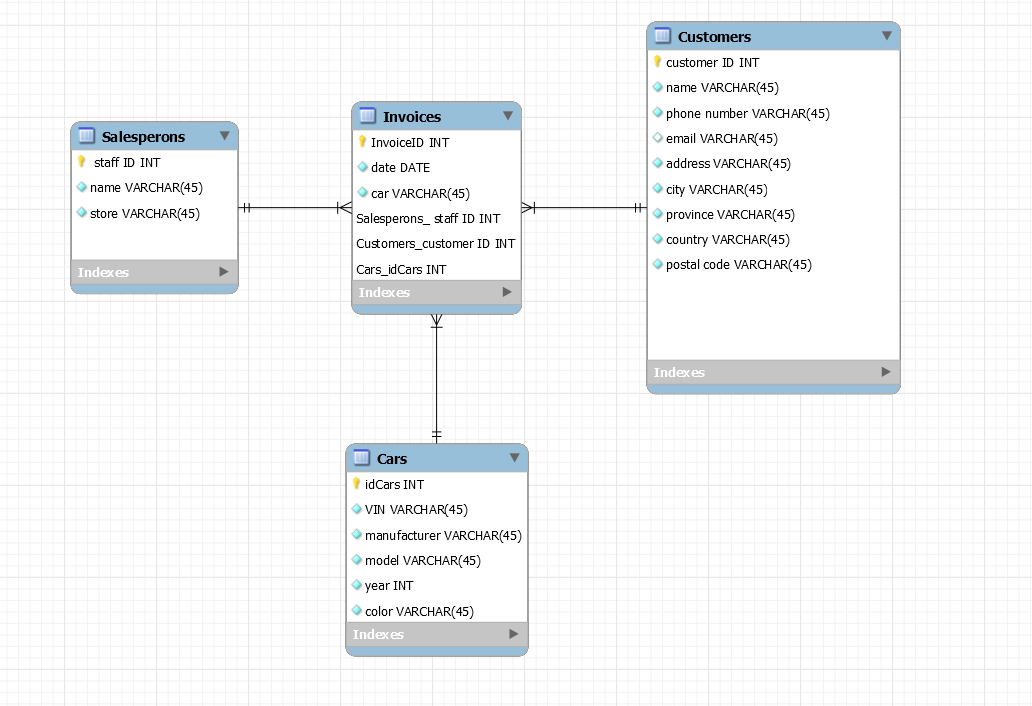 Salesperons
staff ID INT
name VARCHAR(45)
store VARCHAR(45)
Indexes
Invoices
InvoiceID INT
date DATE
car VARCHAR(45)
Salesperons_ staff ID INT
Customers_customer ID INT
Cars_idCars INT
Indexes
Customers
customer ID INT
name VARCHAR(45)
phone number VARCHAR(45)
email VARCHAR(45)
address VARCHAR(45)
city VARCHAR(45)
province VARCHAR(45)
country VARCHAR(45)
postal code VARCHAR(45)
Indexes
Cars
idCars INT
VIN VARCHAR(45)
manufacturer VARCHAR(45)
model VARCHAR(45)
year INT
color VARCHAR(45)
Indexes